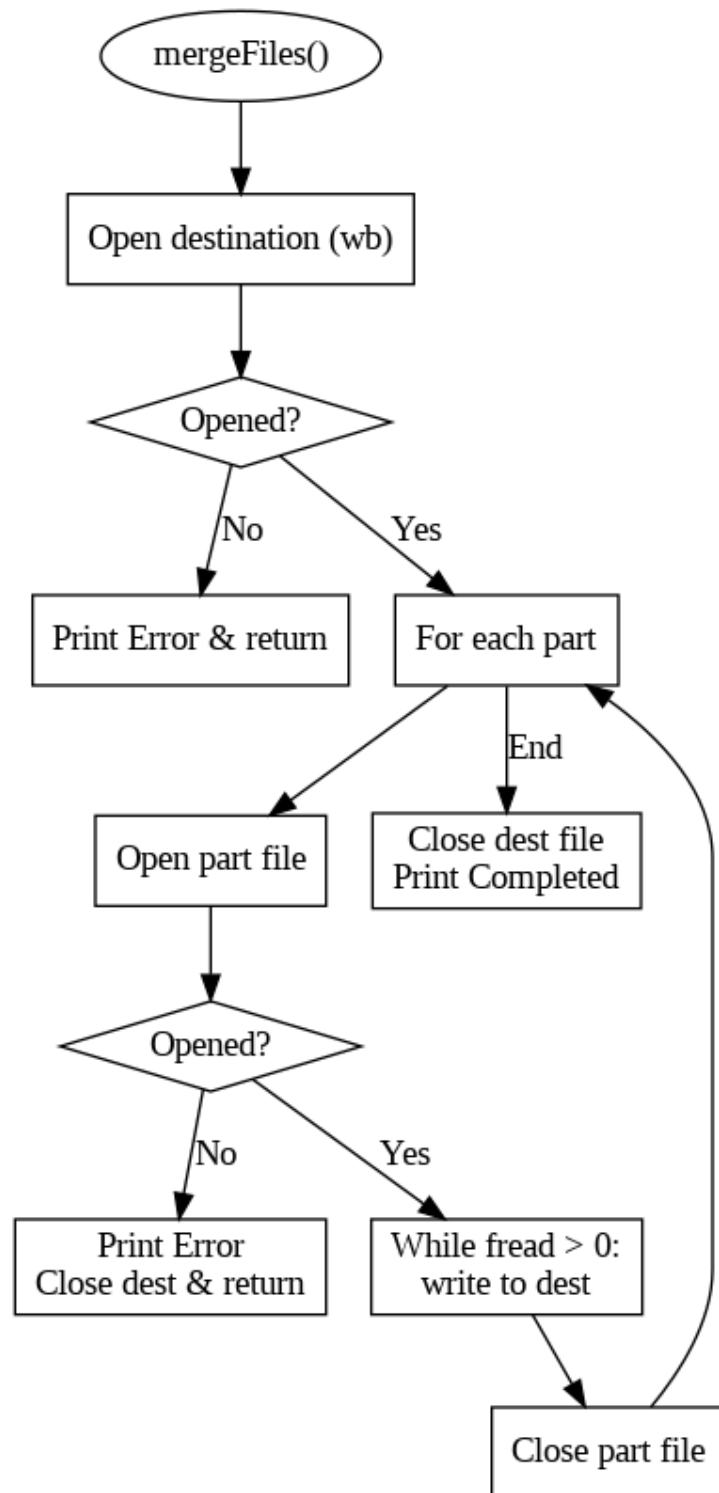 mergeFiles()
Open destination (wb)
Opened?
No
Yes
Print Error & return
For each part
End
Open part file
Close dest file
Print Completed
Opened?
No
Yes
Print Error
Close dest & return
While fread > 0:
write to dest
Close part file